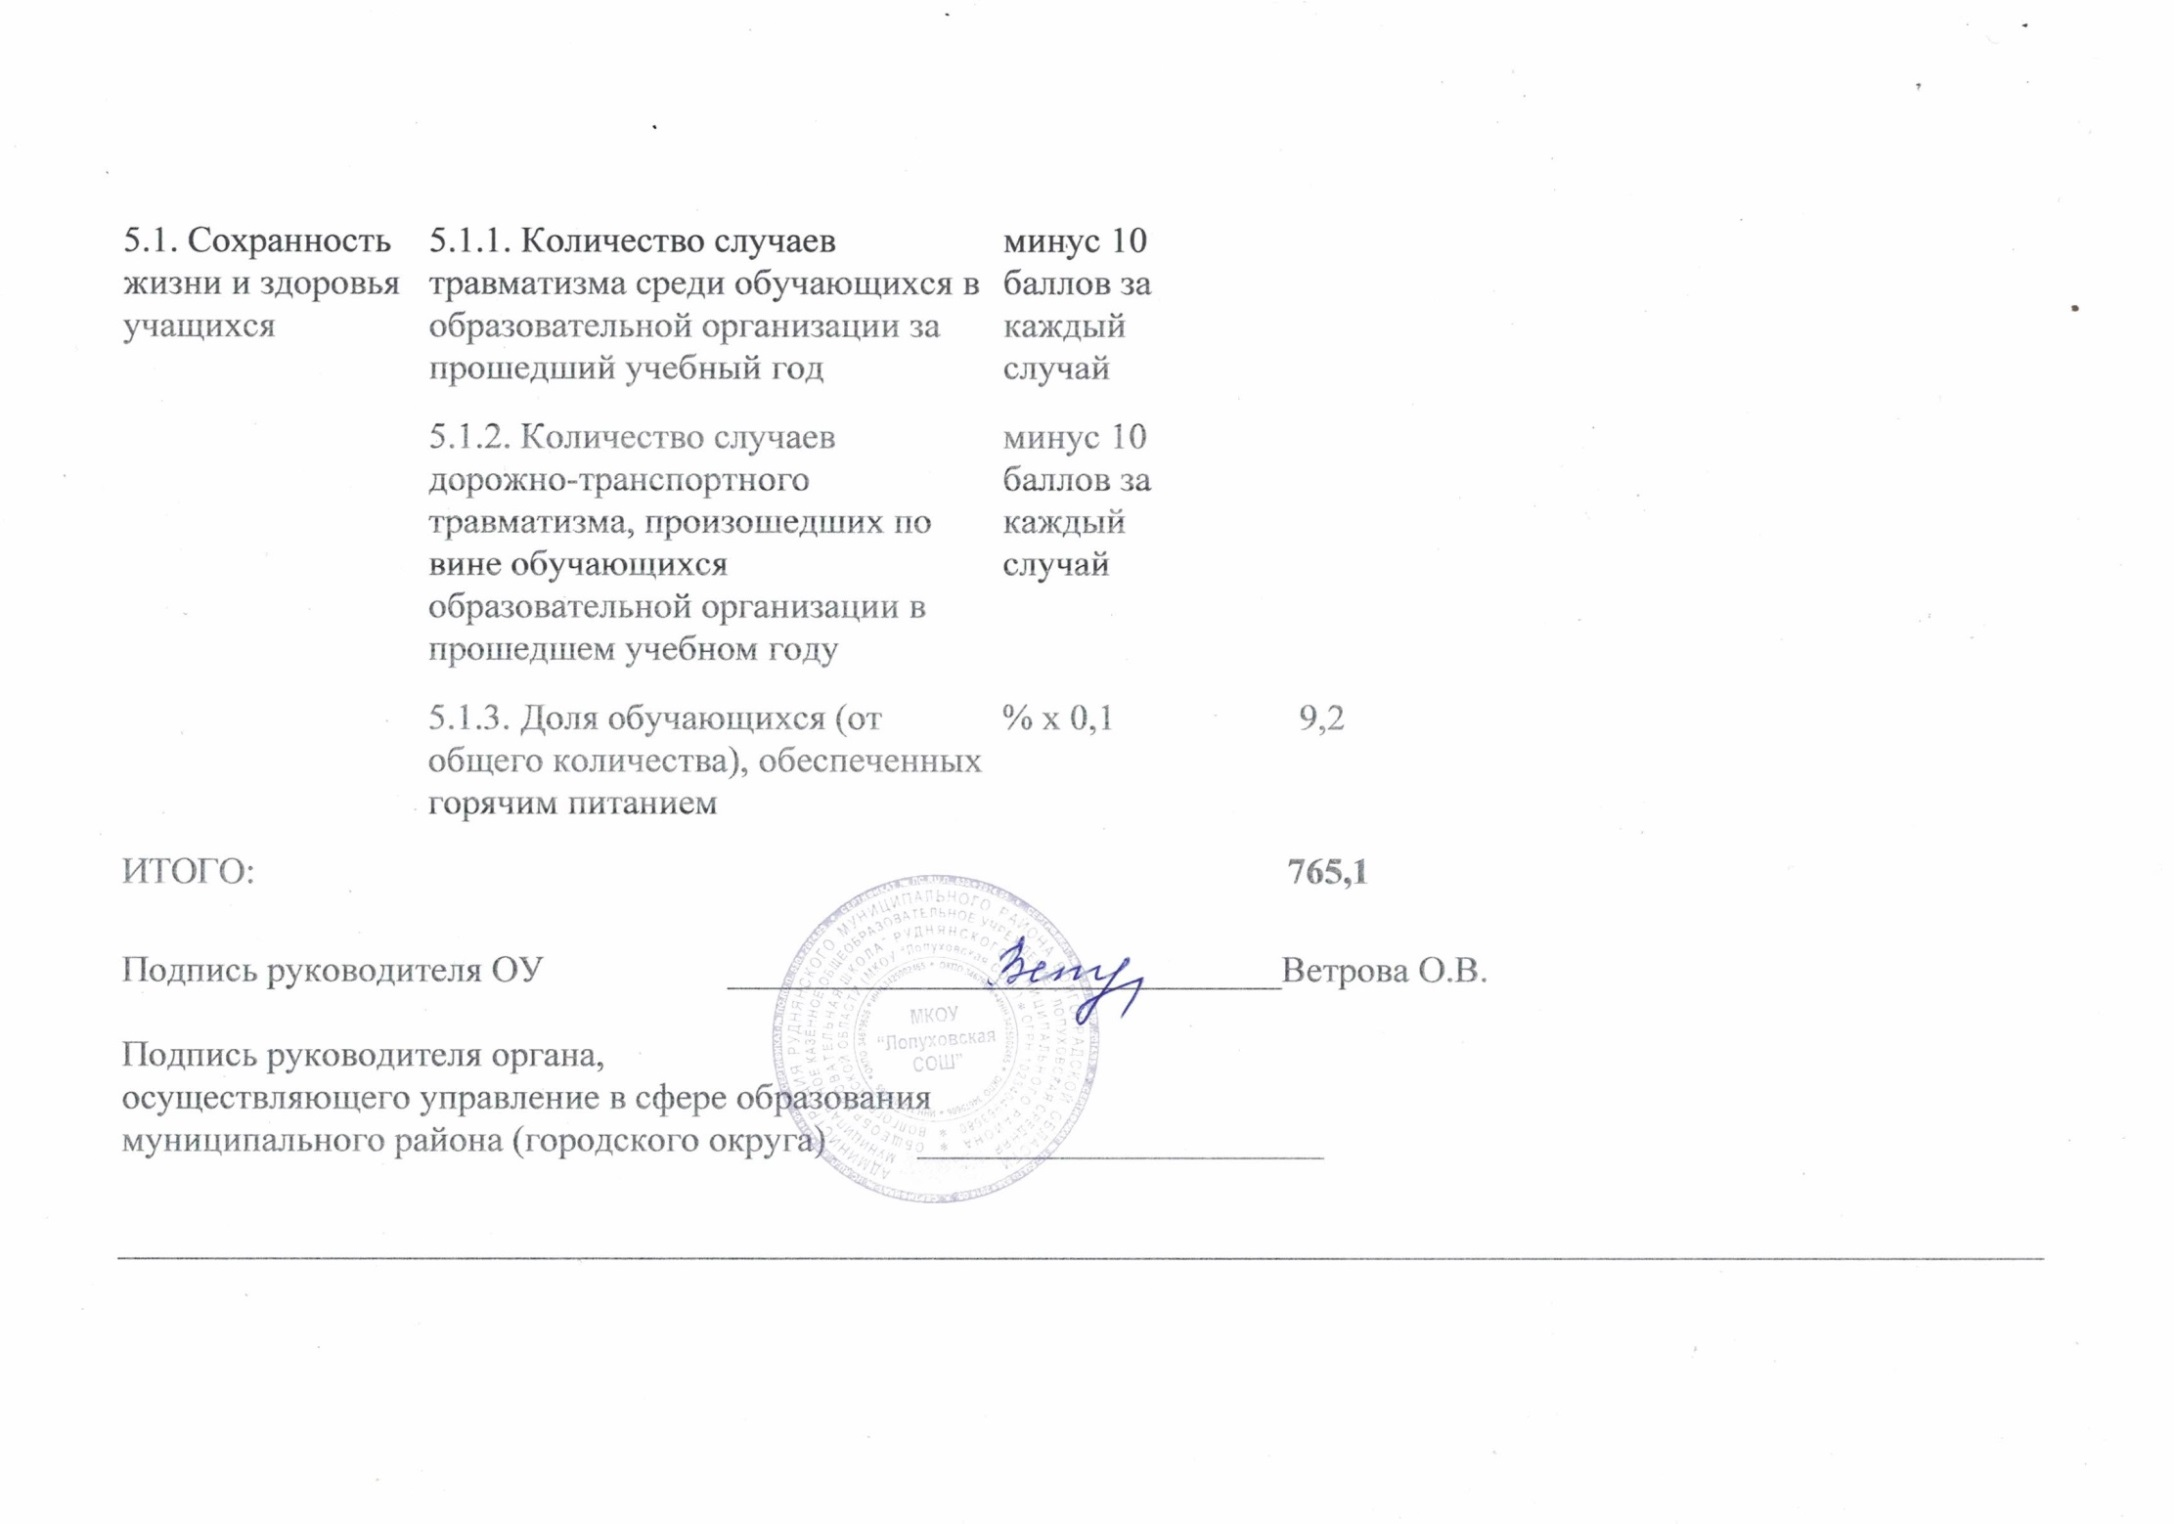 5.1. Сохранность
жизни и здоровья
учащихся
5.1.1. Количество случаев
травматизма среди обучающихся в
образовательной организации за
прошедший учебный год
минус 10
баллов за
каждый
случай
5.1.2. Количество случаев
дорожно-транспортного
травматизма, произошедших по
вине обучающихся
образовательной организации в
прошедшем учебном году
минус 10
баллов за
каждый
случай
5.1.3. Доля обучающихся (от
общего количества), обеспеченных
горячим питанием
% х 0,1
9,2
ИТОГО:
765,1
Подпись руководителя ОУ
Ветрова О.В.
Подпись руководителя органа,
осуществляющего управление в сфере образования
муниципального района (городского округа)
МКОУ
"Лопуховская
СОШ"